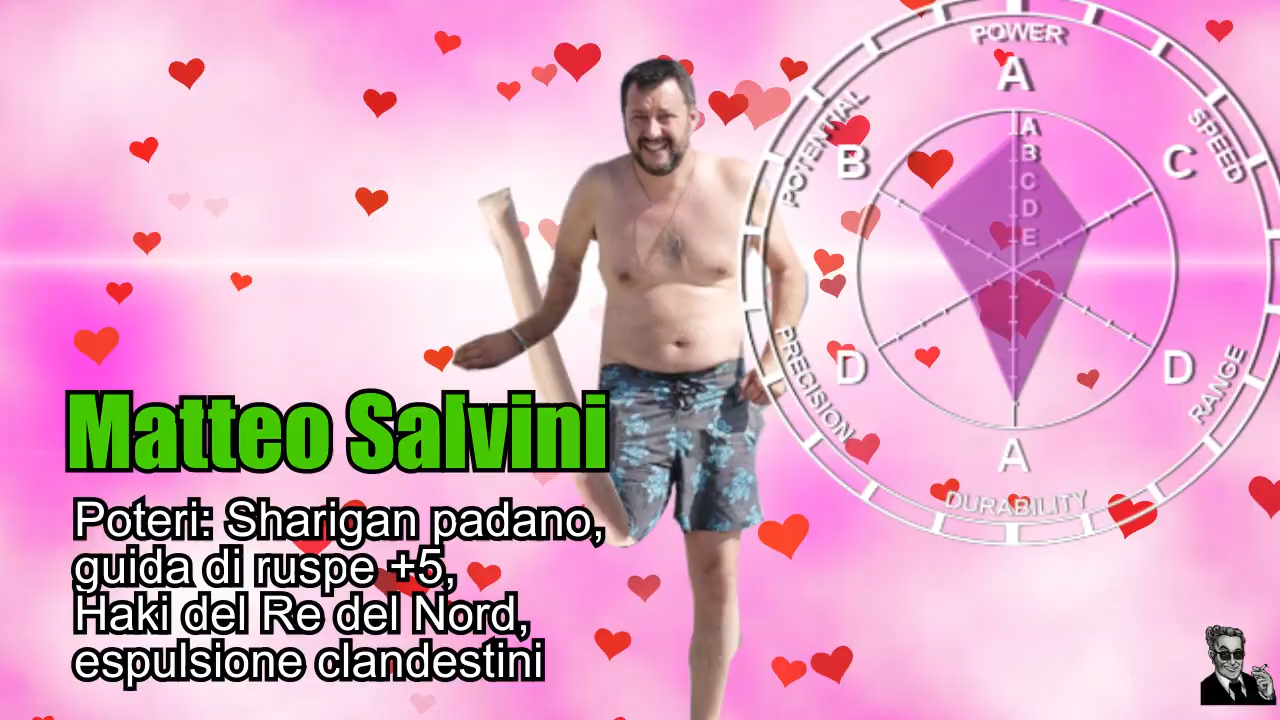 POWER
A
POTENTIAL
SPEED
A
B
C
D
E
B
C
Matteo Salvini
PRECISION
D
D
RANGE
A
DURABILITY
Poteri: Sharigan padano,
guida di ruspe +5,
Haki del Re del Nord,
espulsione clandestini